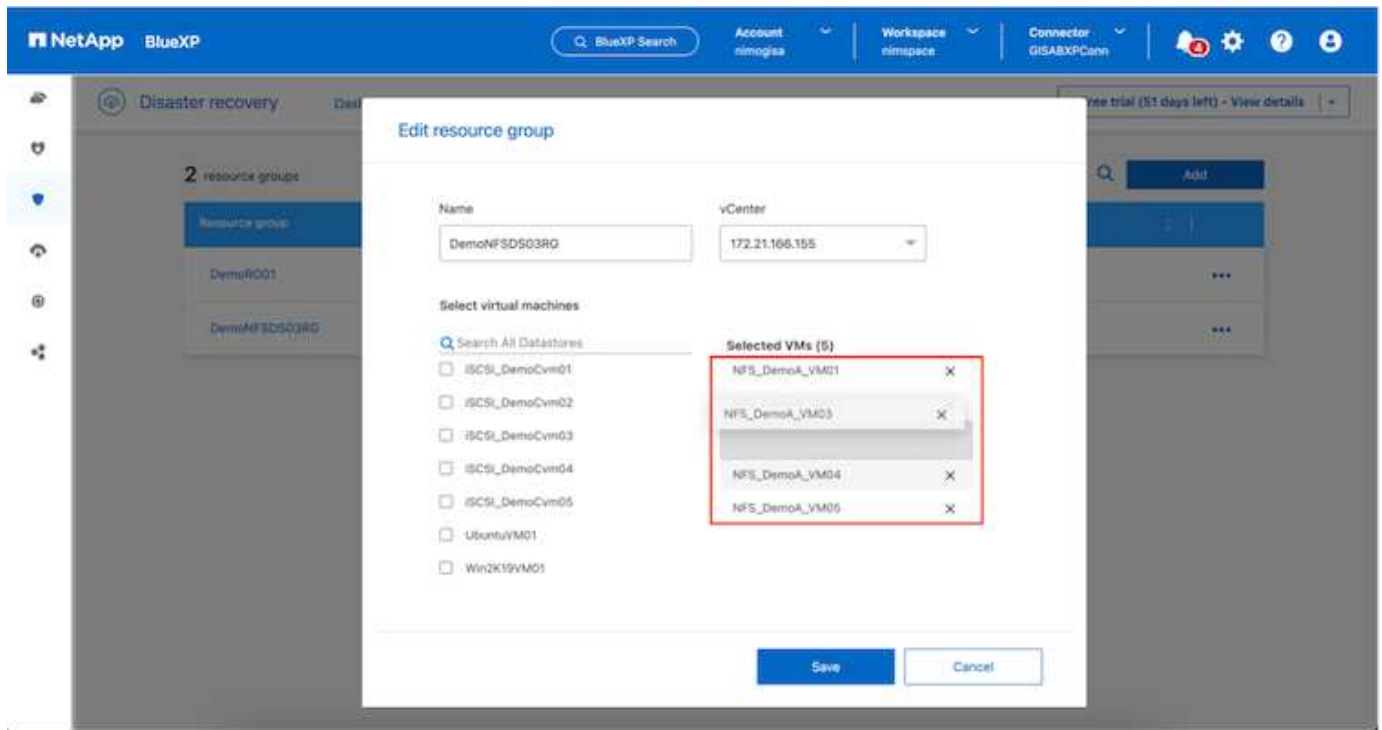 NetApp BlueXP
BlueXP Search
Account
nimogisa
Workspace
nimspace
Connector
GISABXPConn
4
Disaster recovery
Free trial (51 days left) - View details
Edit resource group
2 resource groups
Add
Resource group
DemoRG01
DemoNFSDS03RG
Name
vCenter
DemoNFSDS03RG
172.21.166.155
Select virtual machines
Search All Datastores
Selected VMs (5)
iSCSI_DemoCvm01
iSCSI_DemoCvm02
iSCSI_DemoCvm03
iSCSI_DemoCvm04
iSCSI_DemoCvm05
UbuntuVM01
Win2K19VM01
NFS_DemoA_VM01
NFS_DemoA_VM03
NFS_DemoA_VM04
NFS_DemoA_VM05
Save
Cancel